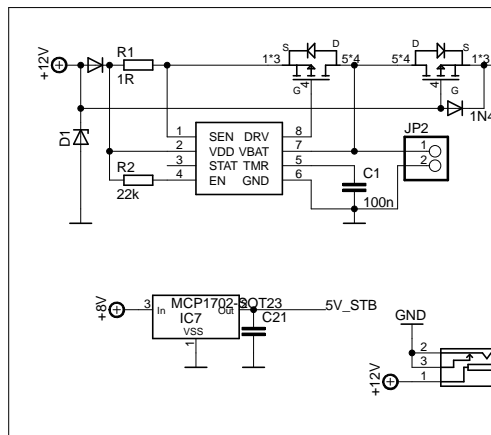 +12V
R1
1R
1*3
S
D
5*4
5*4
D
S
1*3
G
4
4
G
1N4
D1
R2
22k
1
2
3
4
SEN DRV
VDD VBAT
STAT TMR
EN GND
8
7
5
6
C1
100n
JP2
1
2
+8V
3
In
MCP1702-SOT23
IC7
Out
2
VSS
1
C21
5V_STB
GND
2
3
1
+12V